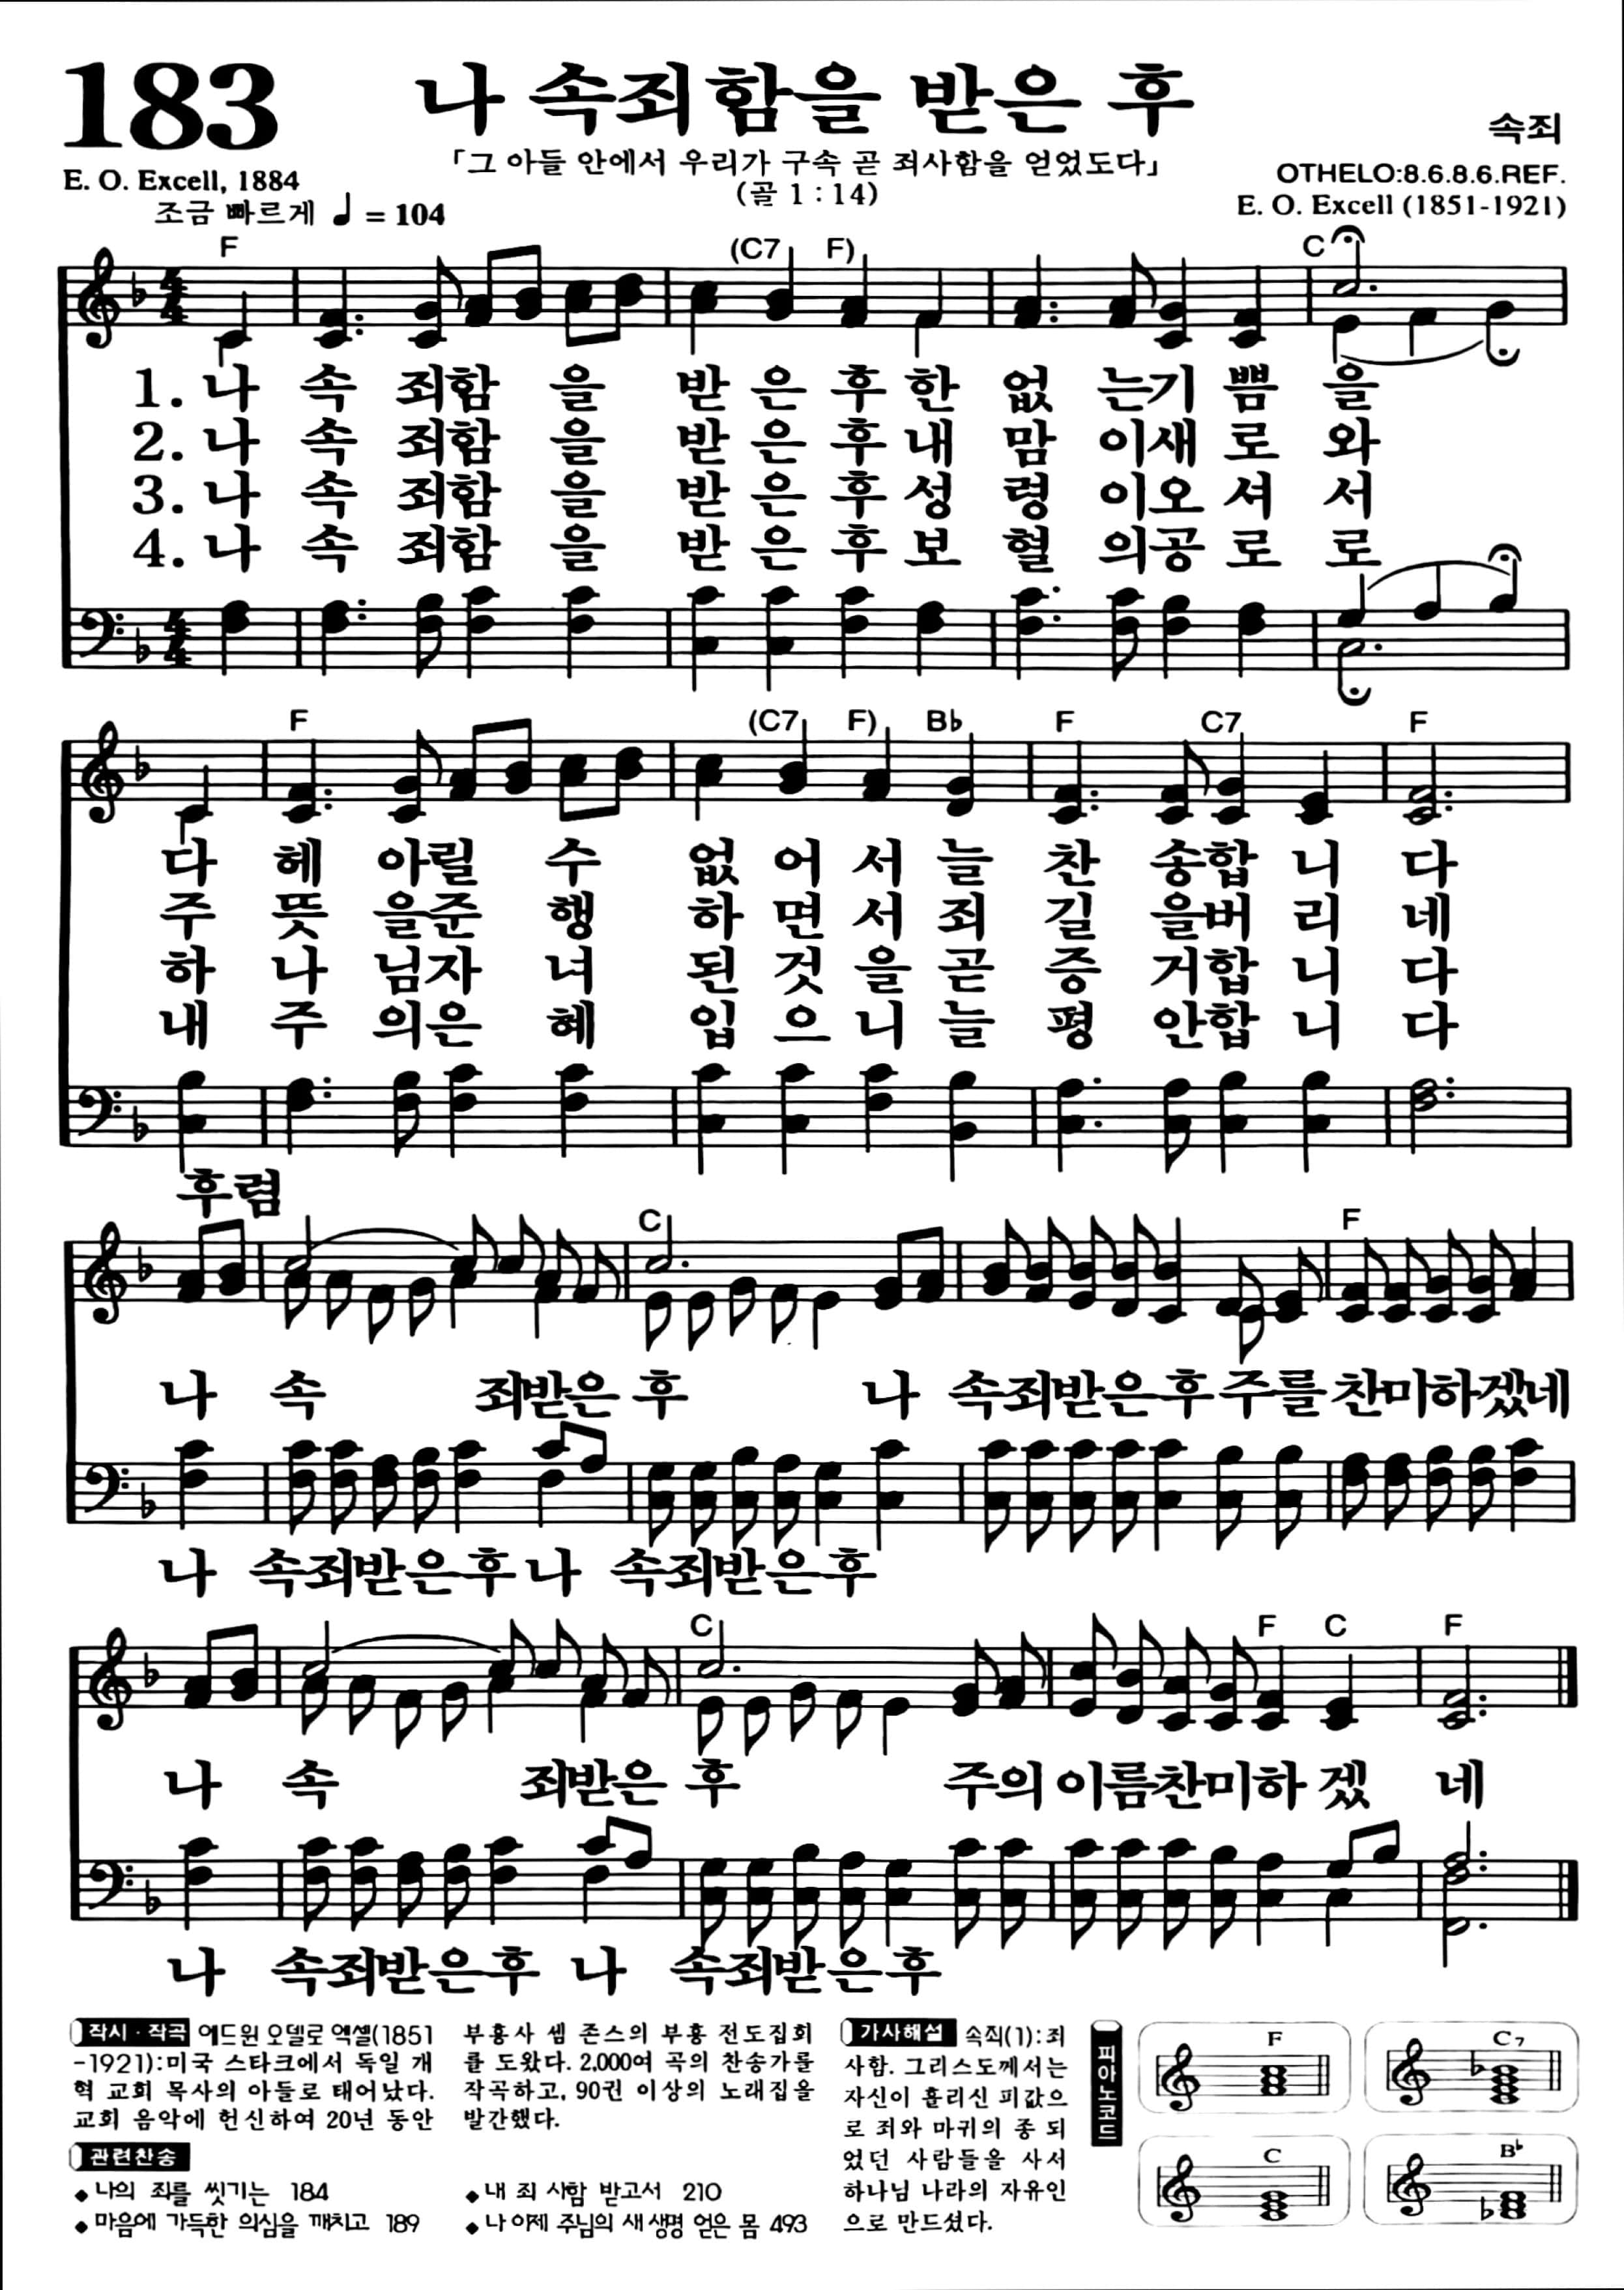 183
나 속죄함을 받은 후
속죄
「그 아들 안에서 우리가 구속 곧 죄사함을 얻었도다」
(골 1 : 14)
E. O. Excell, 1884
OTHELO:8.6.8.6.REF.
조금 빠르게 ♩ = 104
E. O. Excell (1851-1921)
F (C7 F) C
1. 나 속 죄함 을 받 은 후 한 없 는기 쁨 을
2. 나 속 죄함 을 받 은 후 내 맘 이새 로 와
3. 나 속 죄함 을 받 은 후 성 령 이오 셔 서
4. 나 속 죄함 을 받 은 후 보 혈 의공 로 로
F (C7 F) B♭ F C7 F
다 헤 아릴 수 없 어 서 늘 찬 송합 니 다
주 뜻 을준 행 하 면 서 죄 길 을버 리 네
하 나 님자 녀 된 것 을 곧 증 거합 니 다
내 주 의은 혜 입 으 니 늘 평 안합 니 다
후렴
C F
나 속 죄받은 후 나 속죄받은후 주를 찬미하겠네
나 속죄받은후 나 속죄받은후
C F C F
나 속 죄받은 후 주의 이름찬미하 겠 네
나 속죄받은후 나 속죄받은후
작시 · 작곡 에드윈 오델로 엑셀(1851
-1921):미국 스타크에서 독일 개
혁 교회 목사의 아들로 태어났다.
교회 음악에 헌신하여 20년 동안
부흥사 쌤 존스의 부흥 전도집회
를 도왔다. 2,000여 곡의 찬송가를
작곡하고, 90권 이상의 노래집을
발간했다.
관련찬송
◆ 나의 죄를 씻기는 184
◆ 마음에 가득한 의심을 깨치고 189
◆ 내 죄 사함 받고서 210
◆ 나 이제 주님의 새 생명 얻은 몸 493
가사해설 속죄(1):죄
사함. 그리스도께서는
자신이 흘리신 피값으
로 죄와 마귀의 종 되
었던 사람들을 사서
하나님 나라의 자유인
으로 만드셨다.
피아노코드
F C7
C B♭